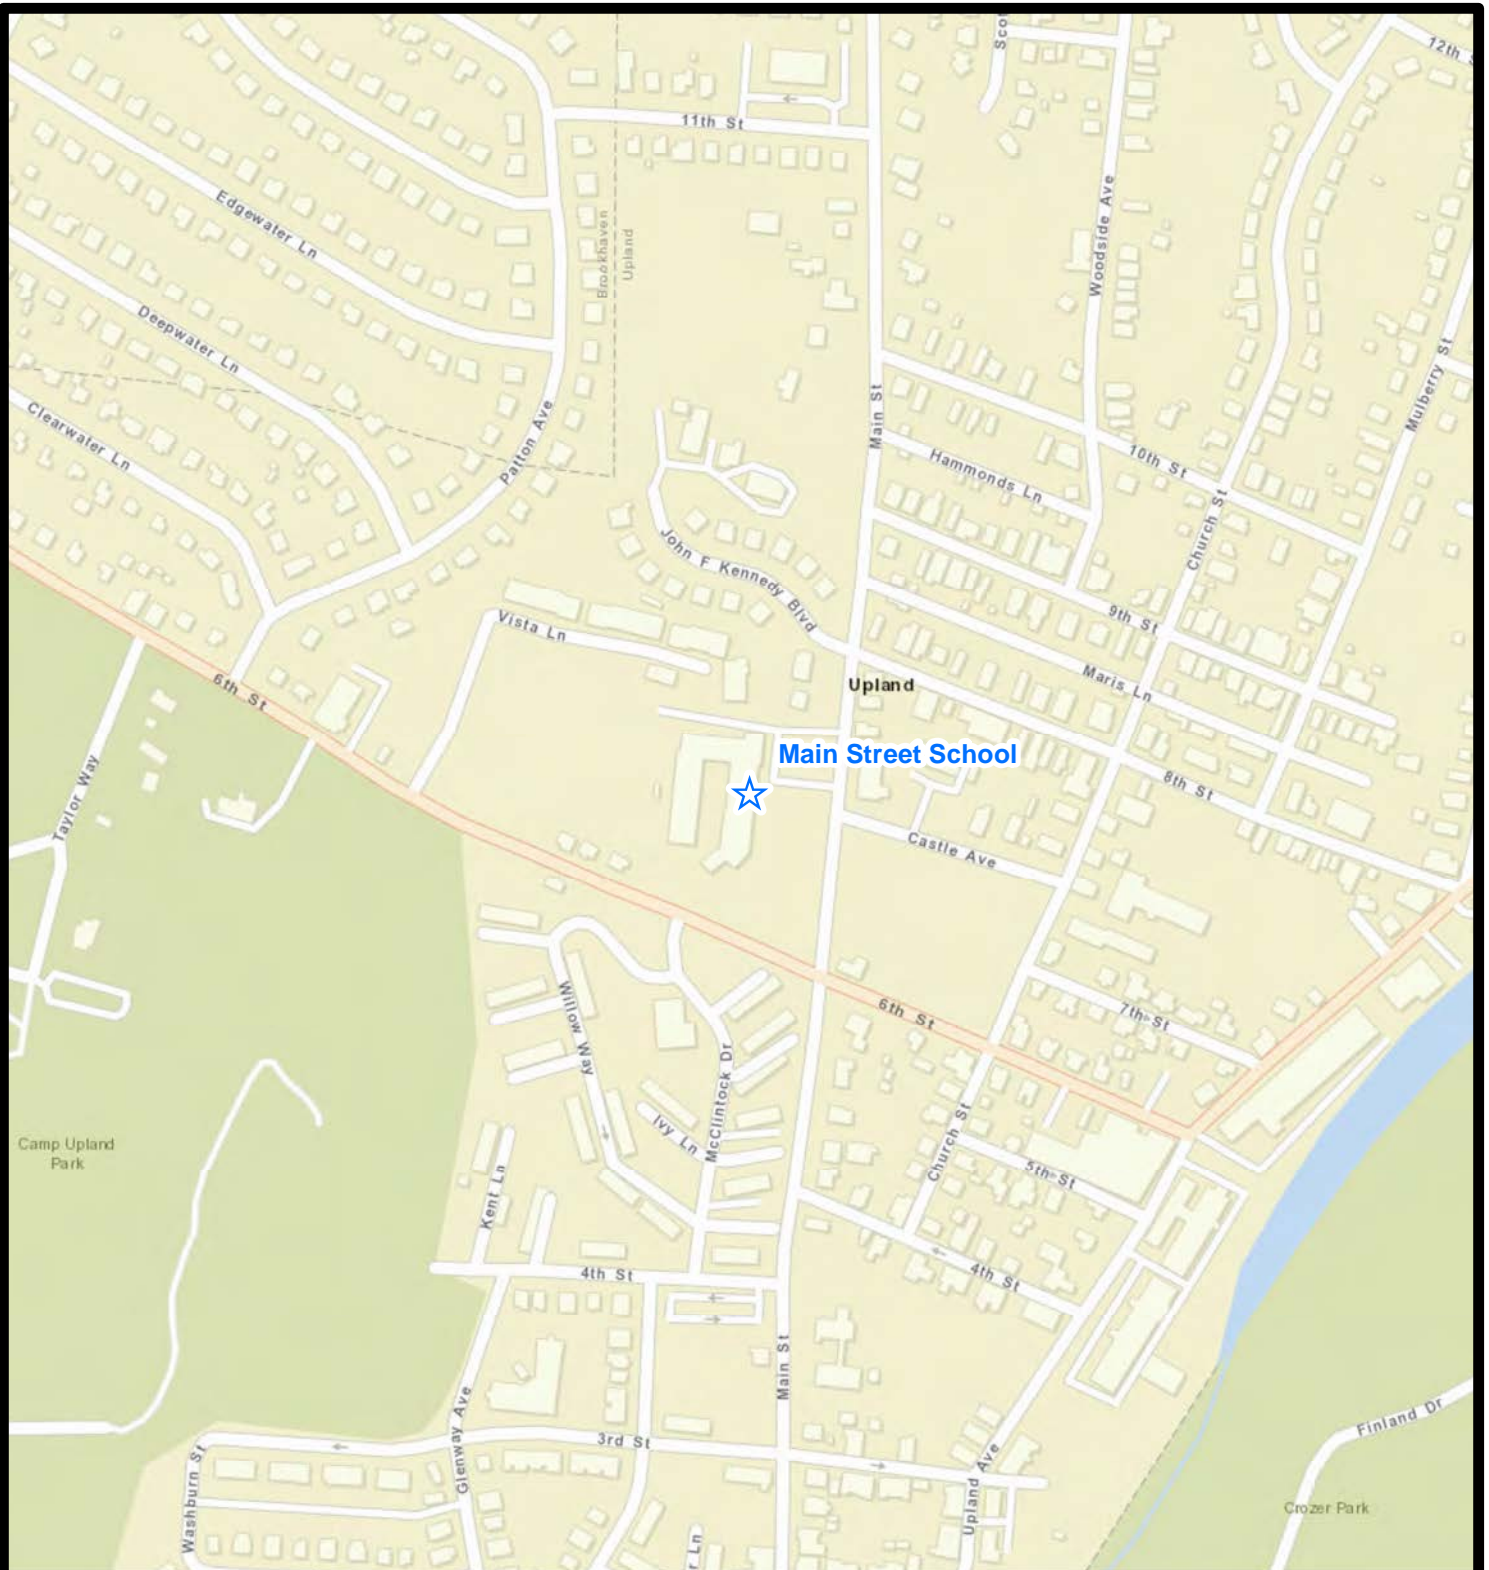 Scot
12th S
11th St
Edgewater Ln
Brookhaven
Upland
Woodside Ave
Deepwater Ln
Mulberry St
Main St
Clearwater Ln
Patton Ave
Hammonds Ln
10th St
Church St
John F Kennedy Blvd
Vista Ln
9th St
Maris Ln
6th St
Upland
Main Street School
Taylor Way
8th St
Castle Ave
Willow Way
6th St
7th St
McClintock Dr
Ivy Ln
Church St
Camp Upland
Park
Kent Ln
5th St
4th St
4th St
Main St
Glenway Ave
3rd St
Finland Dr
Washburn St
Upland Ave
Crozer Park
r Ln